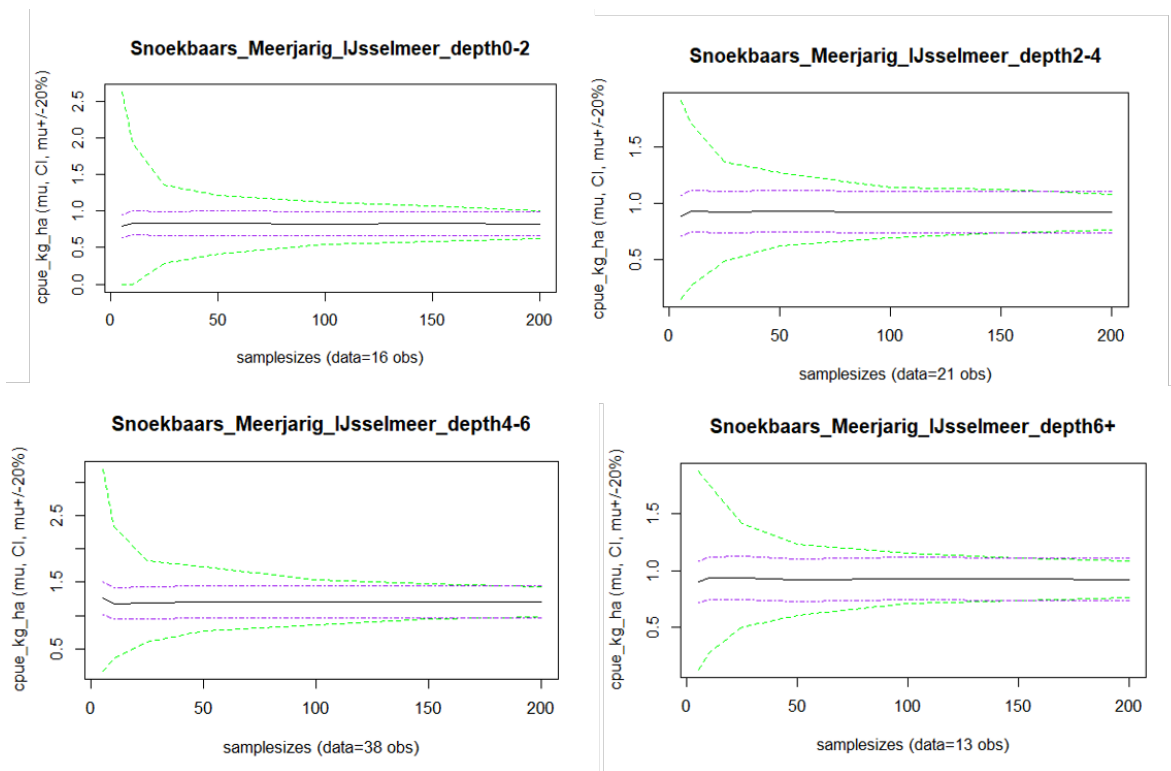 Snoekbaars_Meerjarig_IJsselmeer_depth0-2
cpue_kg_ha (mu, CI, mu+/-20%)
2.5
2.0
1.5
1.0
0.5
0.0
0 50 100 150 200
samplesizes (data=16 obs)
Snoekbaars_Meerjarig_IJsselmeer_depth2-4
cpue_kg_ha (mu, CI, mu+/-20%)
1.5
1.0
0.5
0 50 100 150 200
samplesizes (data=21 obs)
Snoekbaars_Meerjarig_IJsselmeer_depth4-6
cpue_kg_ha (mu, CI, mu+/-20%)
2.5
1.5
0.5
0 50 100 150 200
samplesizes (data=38 obs)
Snoekbaars_Meerjarig_IJsselmeer_depth6+
cpue_kg_ha (mu, CI, mu+/-20%)
1.5
1.0
0.5
0 50 100 150 200
samplesizes (data=13 obs)